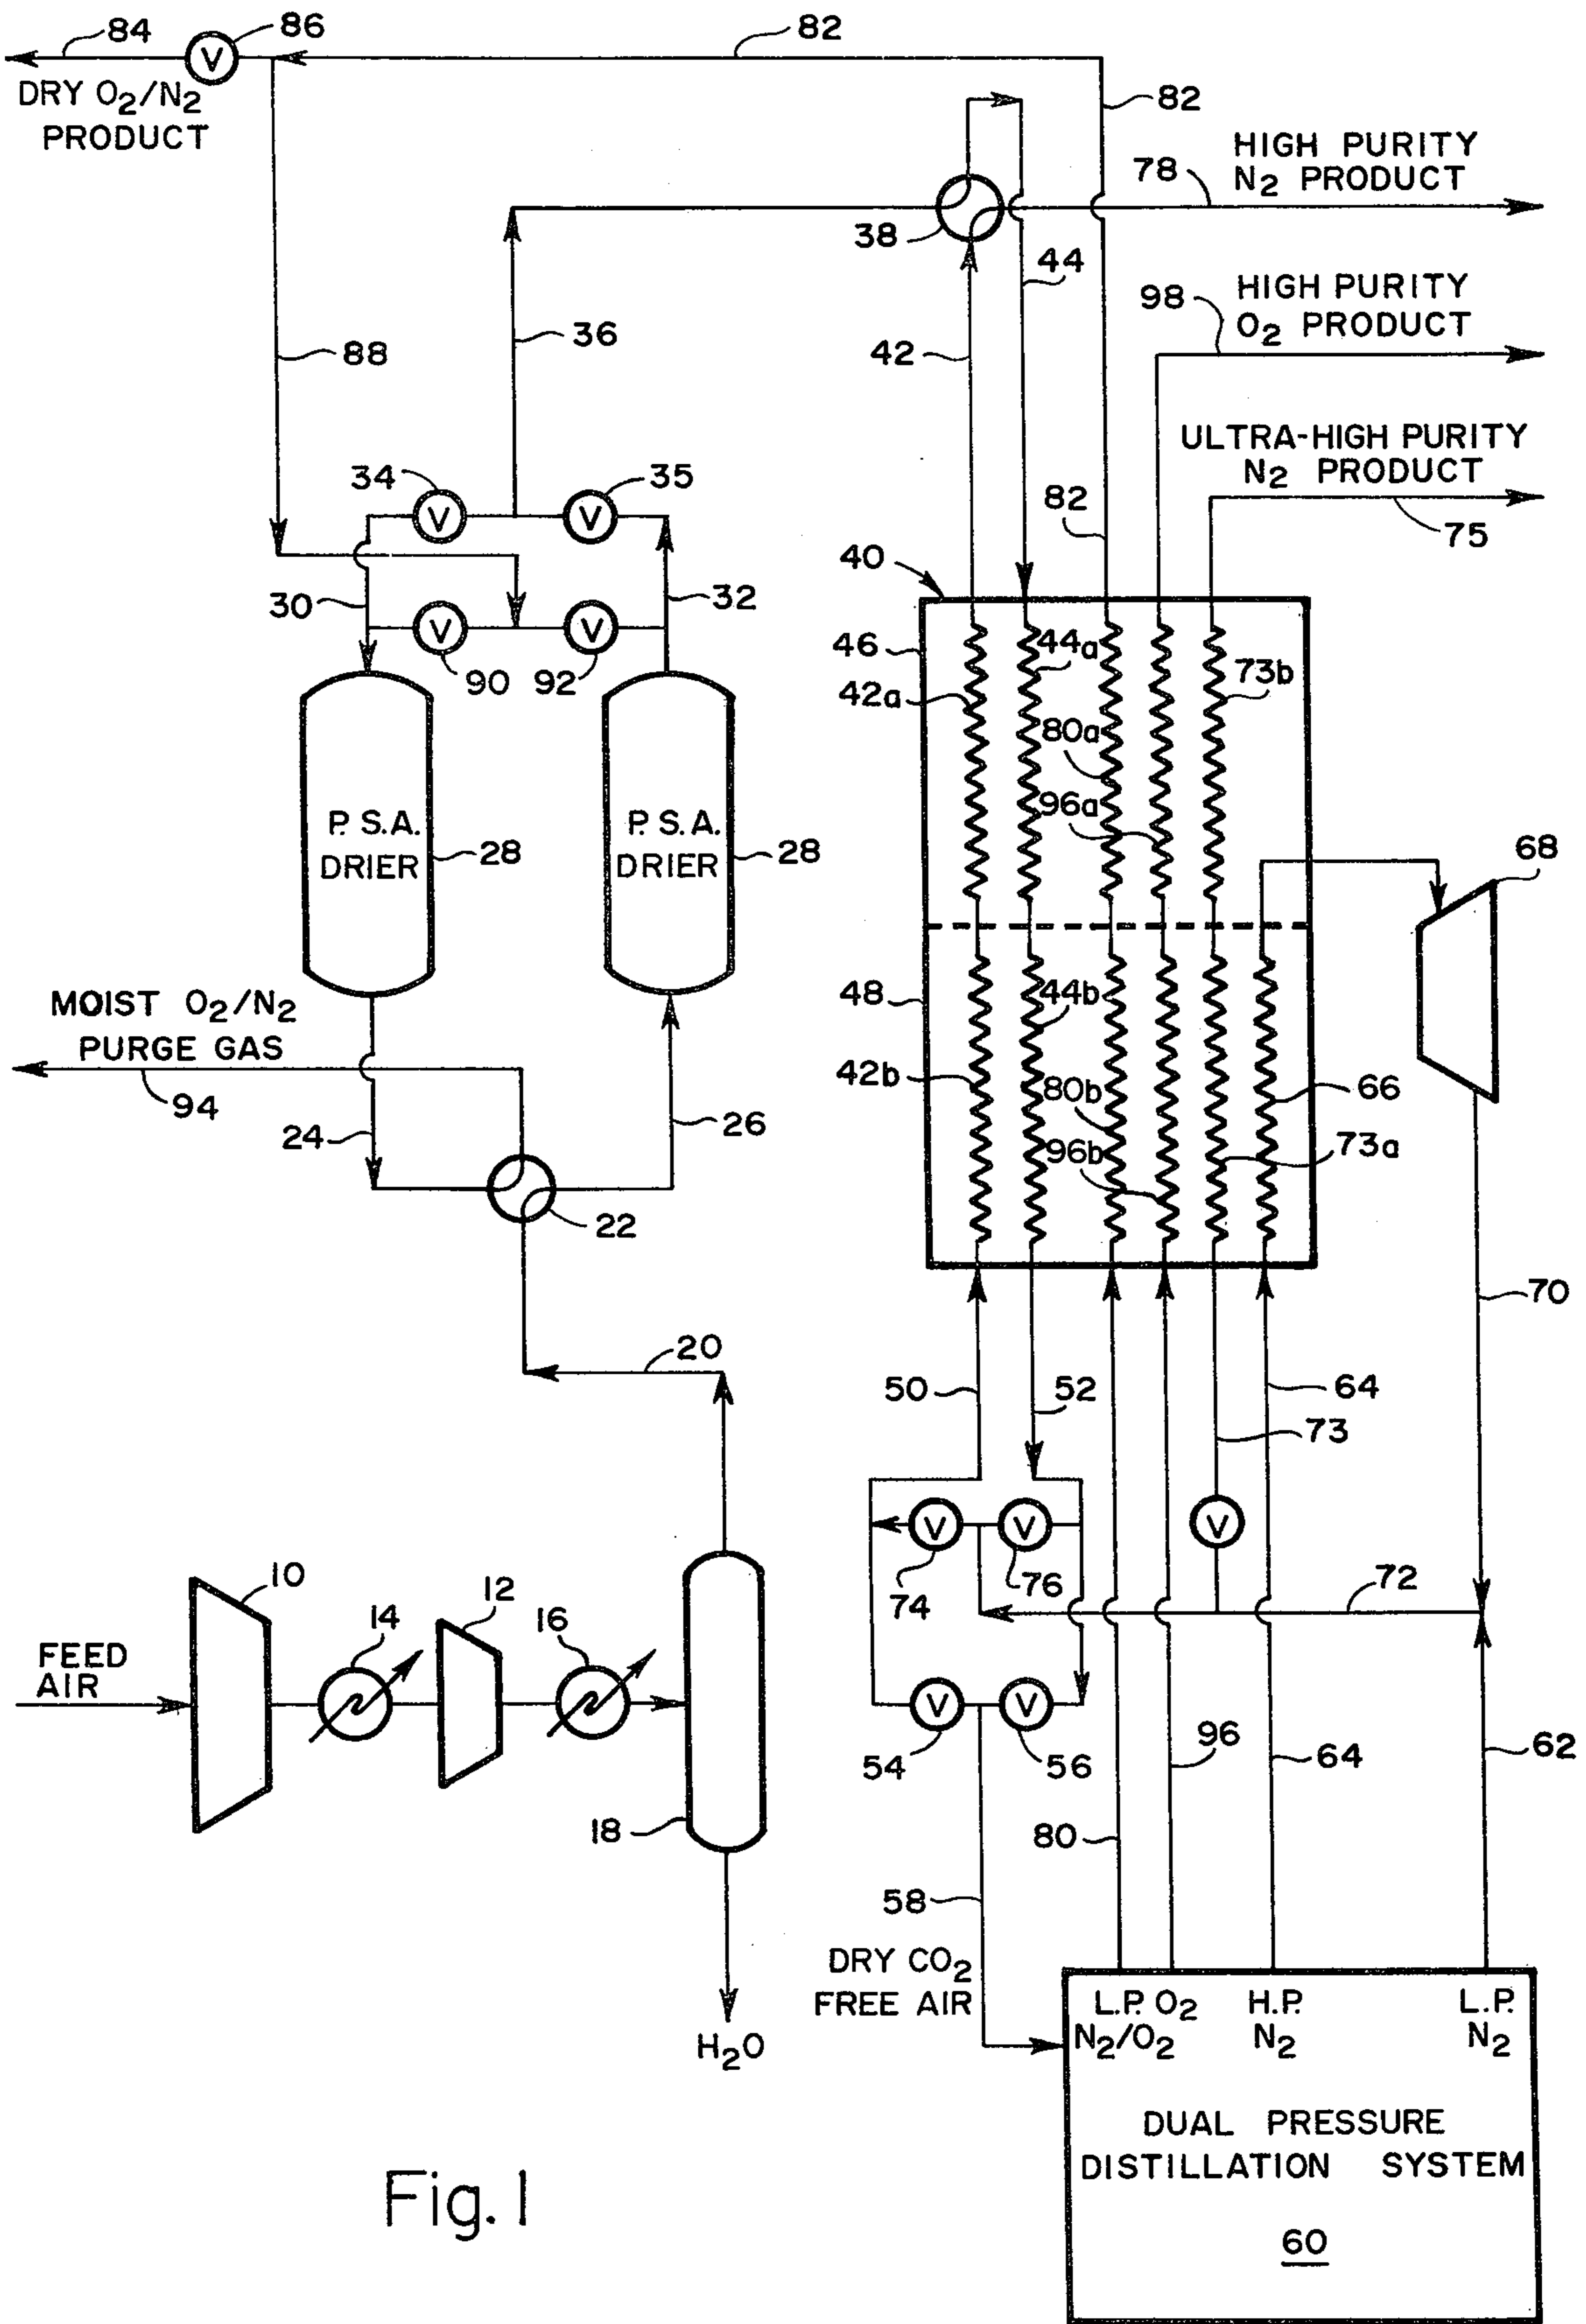 84
86
82
DRY O2/N2
PRODUCT
V
82
HIGH PURITY
78
N2 PRODUCT
38
44
98
HIGH PURITY
O2 PRODUCT
36
42
88
ULTRA-HIGH PURITY
N2 PRODUCT
34
35
82
75
V
V
40
30
32
46
44a
V
V
90
92
42a
73b
80a
96a
P.S.A.
DRIER
28
P.S.A.
DRIER
28
68
MOIST O2/N2
PURGE GAS
48
44b
94
42b
66
24
26
80b
96b
73a
22
70
20
50
52
64
73
V
V
V
74
76
72
10
12
14
16
FEED
AIR
V
V
54
56
96
64
62
18
80
58
DRY CO2
FREE AIR
H2O
L.P. O2
N2/O2
H.P.
N2
L.P.
N2
DUAL PRESSURE
DISTILLATION SYSTEM
60
Fig. 1